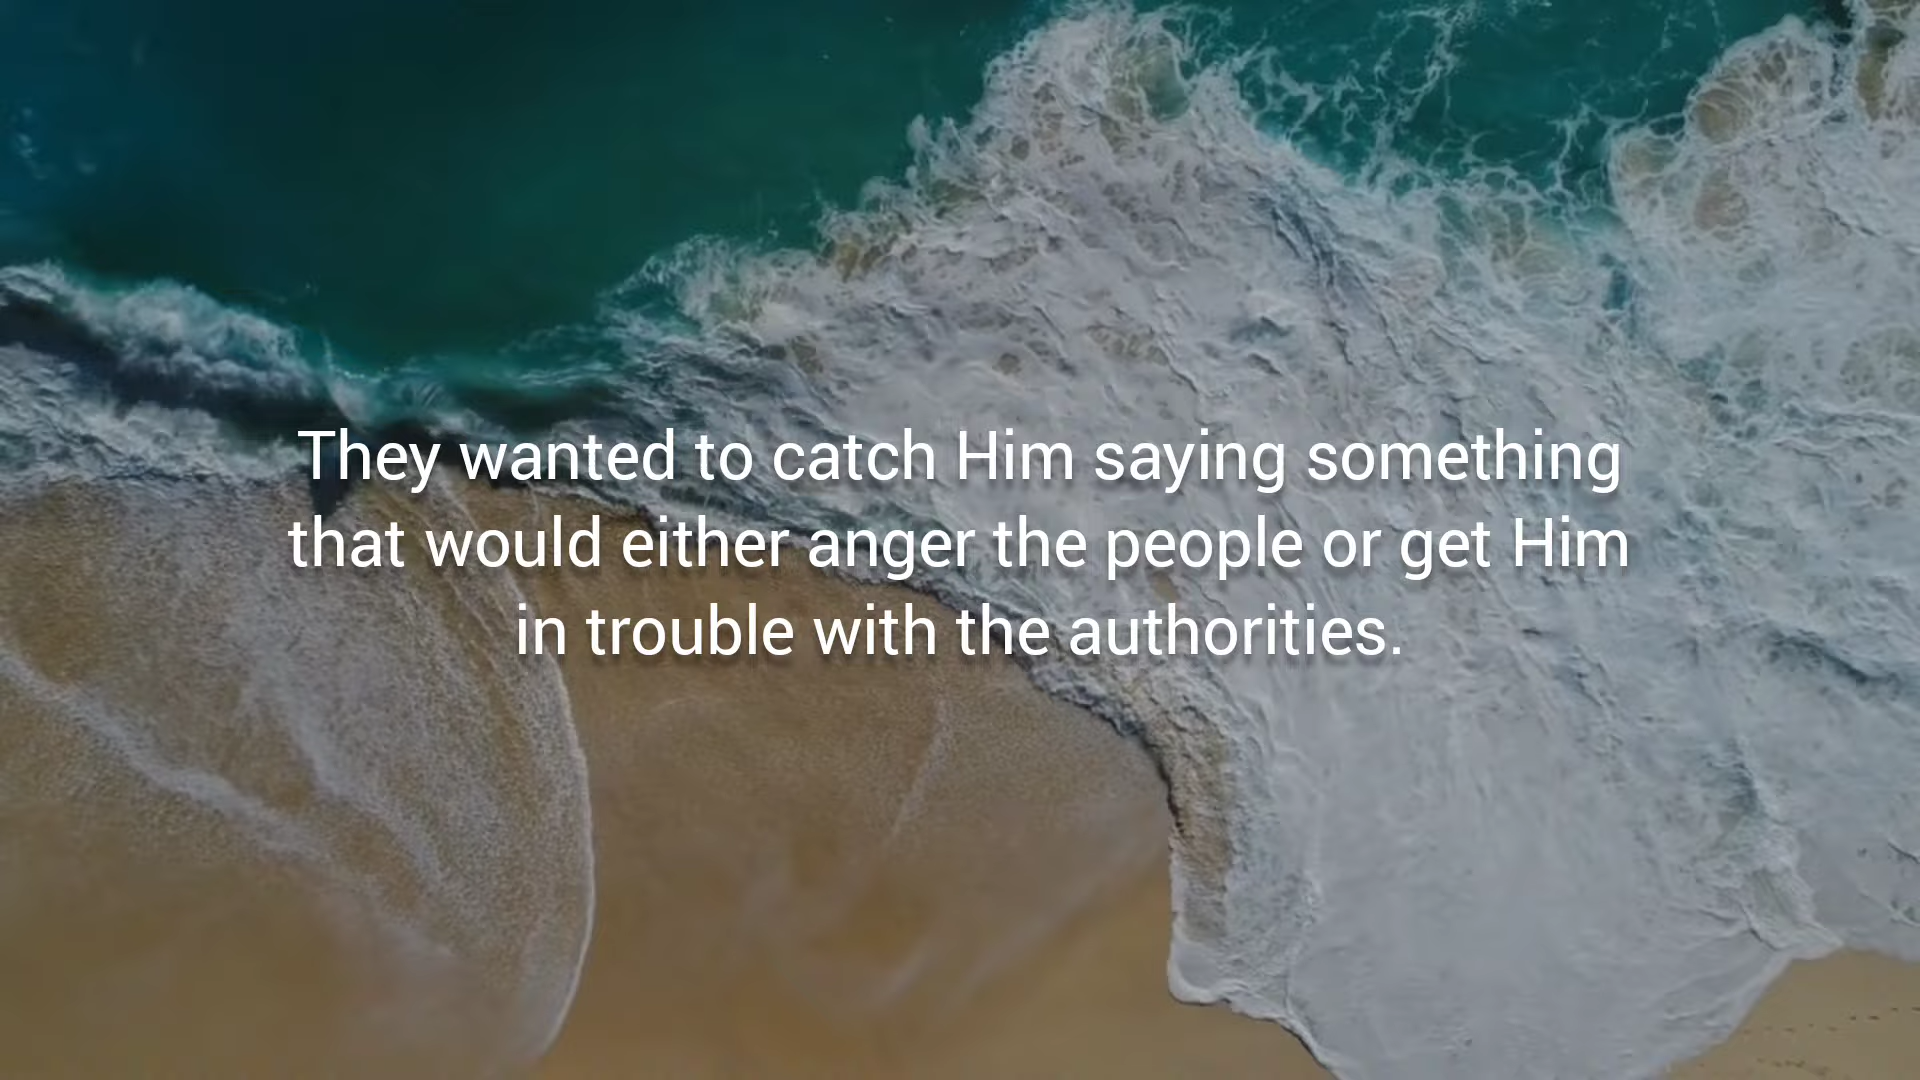 They wanted to catch Him saying something
that would either anger the people or get Him
in trouble with the authorities.